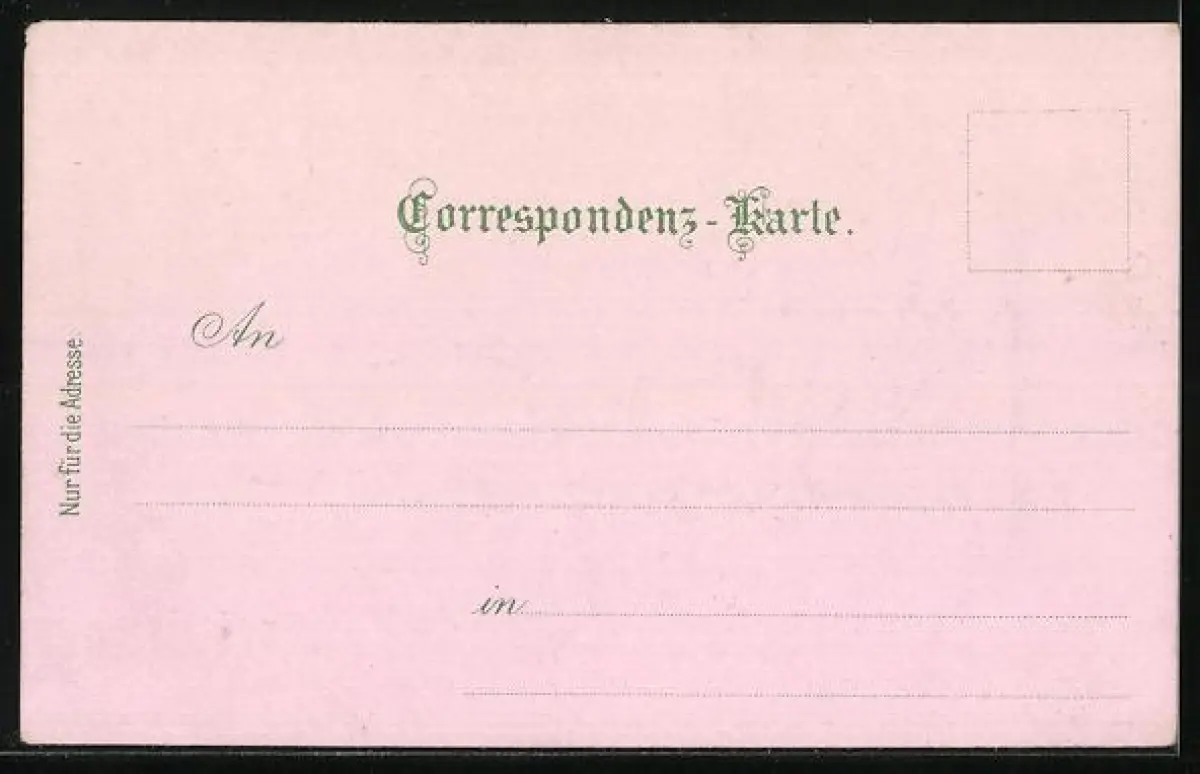 Correspondenz-Karte.
An
Nur für die Adresse.
in